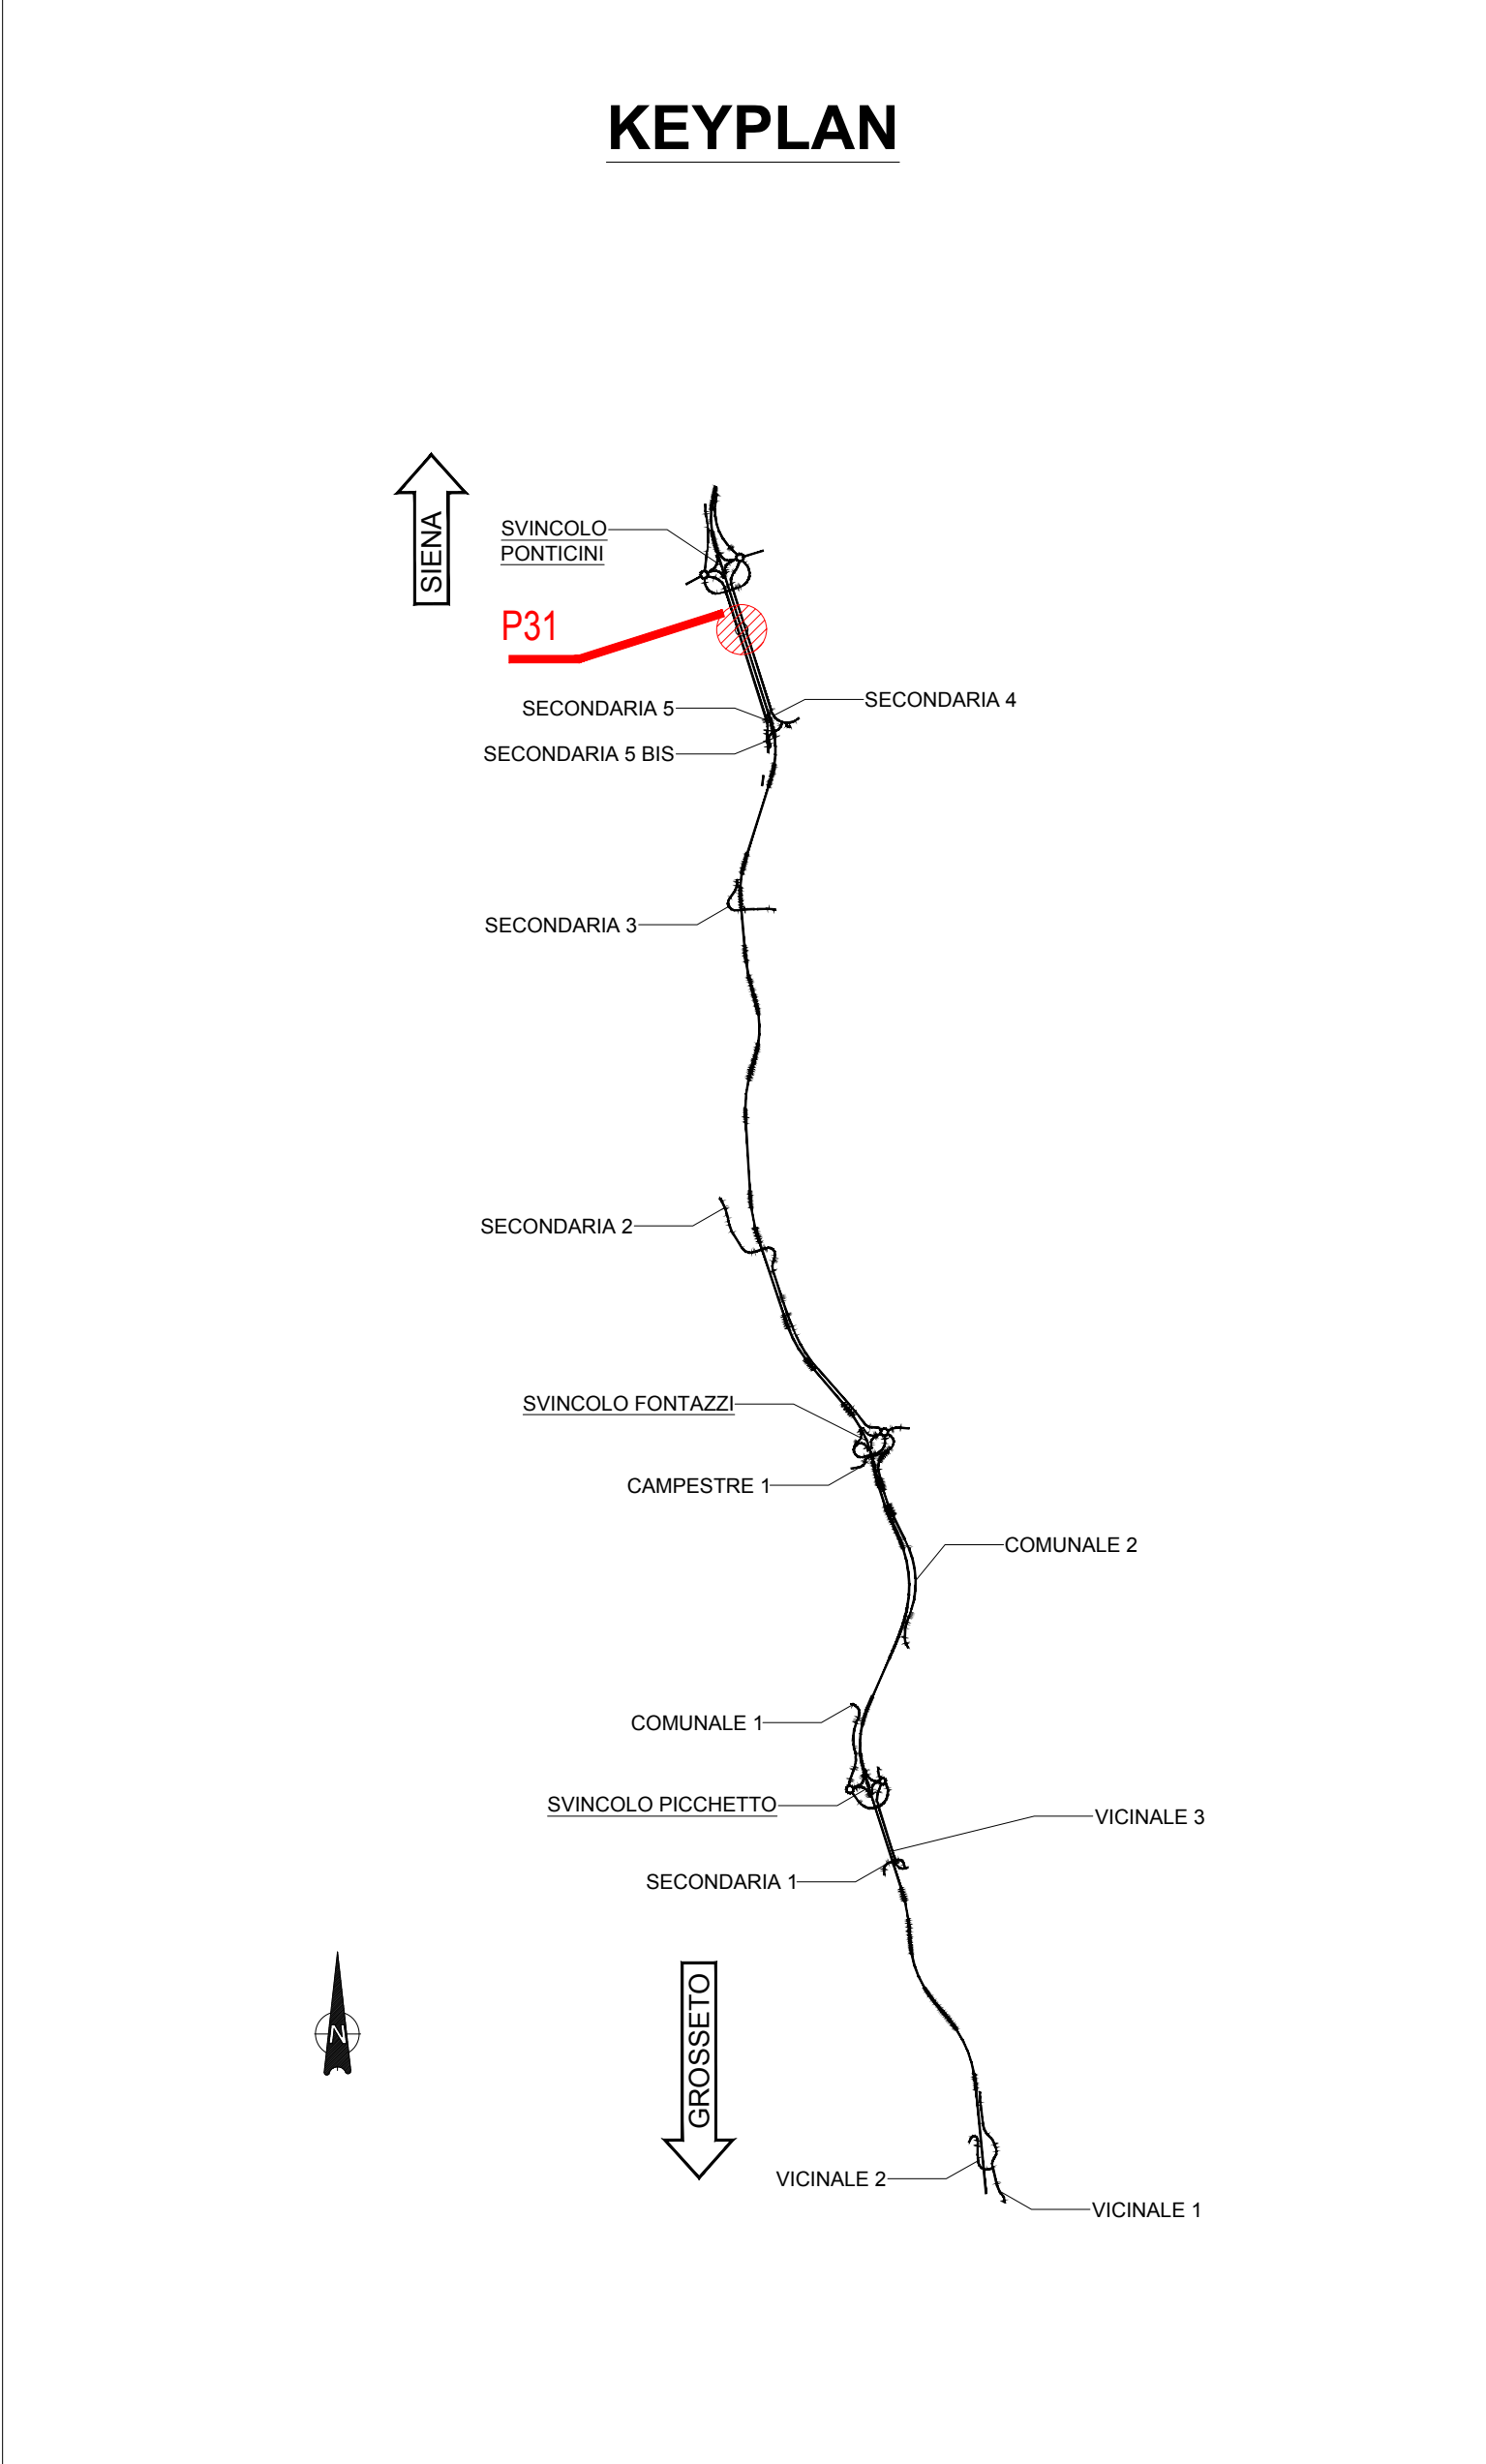 KEYPLAN
SIENA
SVINCOLO
PONTICINI
P31
SECONDARIA 4
SECONDARIA 5
SECONDARIA 5 BIS
SECONDARIA 3
SECONDARIA 2
SVINCOLO FONTAZZI
CAMPESTRE 1
COMUNALE 2
COMUNALE 1
SVINCOLO PICCHETTO
VICINALE 3
SECONDARIA 1
N
GROSSETO
VICINALE 2
VICINALE 1